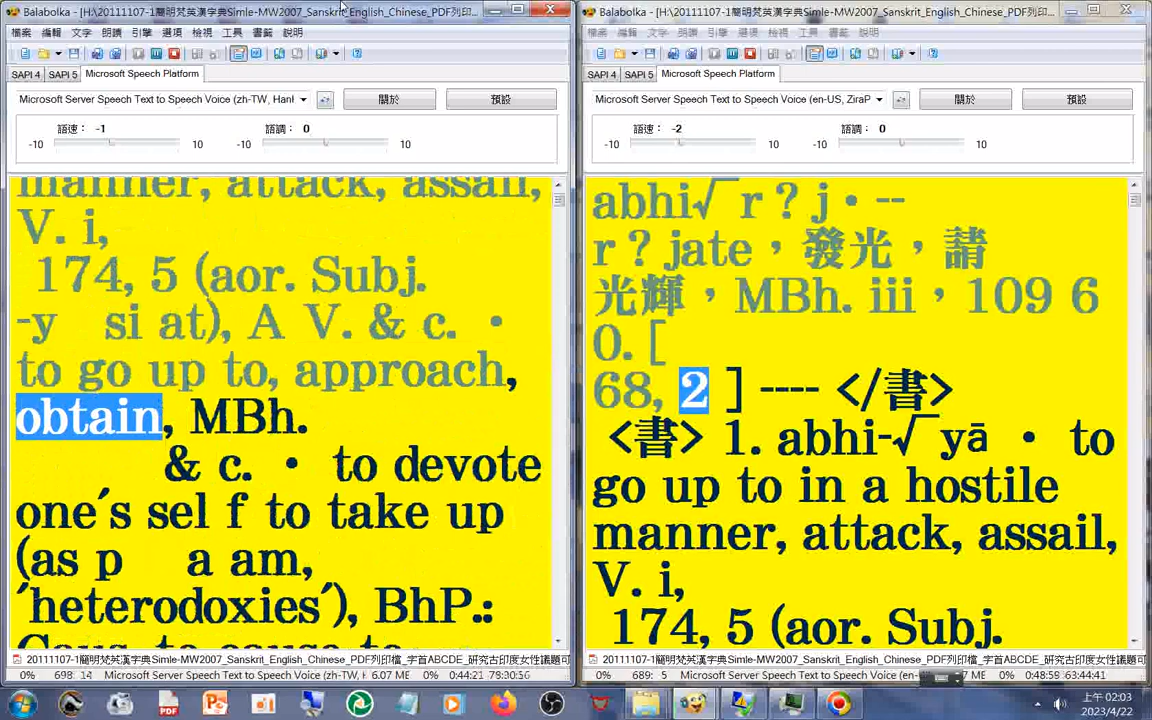 Balabolka - [H:\20111107-1簡明梵英漢字典Simle-MW2007_Sanskrit_English_Chinese_PDF列印...
檔案 編輯 文字 朗讀 引擎 選項 檢視 工具 書籤 說明
SAPI 4 SAPI 5 Microsoft Speech Platform
Microsoft Server Speech Text to Speech Voice (zh-TW, Hanl
關於 預設
語速： -1 語調： 0
-10 10 -10 10
manner, attack, assail,
V. i,
174, 5 (aor. Subj.
-y si at), A V. & c. •
to go up to, approach,
obtain, MBh.
& c. • to devote
one's sel f to take up
(as p a am,
'heterodoxies'), BhP.:
Caus. to cause to
20111107-1簡明梵英漢字典Simle-MW2007_Sanskrit_English_Chinese_PDF列印檔_字首ABCDE_研究古印度女性議題可
0% 698: 14 Microsoft Server Speech Text to Speech Voice (zh-TW, H 6.07 MB 0% 0:44:21 78:30:56
Balabolka - [H:\20111107-1簡明梵英漢字典Simle-MW2007_Sanskrit_English_Chinese_PDF列印...
檔案 編輯 文字 朗讀 引擎 選項 檢視 工具 書籤 說明
SAPI 4 SAPI 5 Microsoft Speech Platform
Microsoft Server Speech Text to Speech Voice (en-US, ZiraP
關於 預設
語速： -2 語調： 0
-10 10 -10 10
abhi√ r ? j • --
r ? jate，發光，請
光輝，MBh. iii，109 6
0. [
68, 2 ] ---- </書>
<書> 1. abhi-√ yā • to
go up to in a hostile
manner, attack, assail,
V. i,
174, 5 (aor. Subj.
20111107-1簡明梵英漢字典Simle-MW2007_Sanskrit_English_Chinese_PDF列印檔_字首ABCDE_研究古印度女性議題可
0% 689: 5 Microsoft Server Speech 0% 0:48:59 63:44:41
上午 02:03
2023/4/22